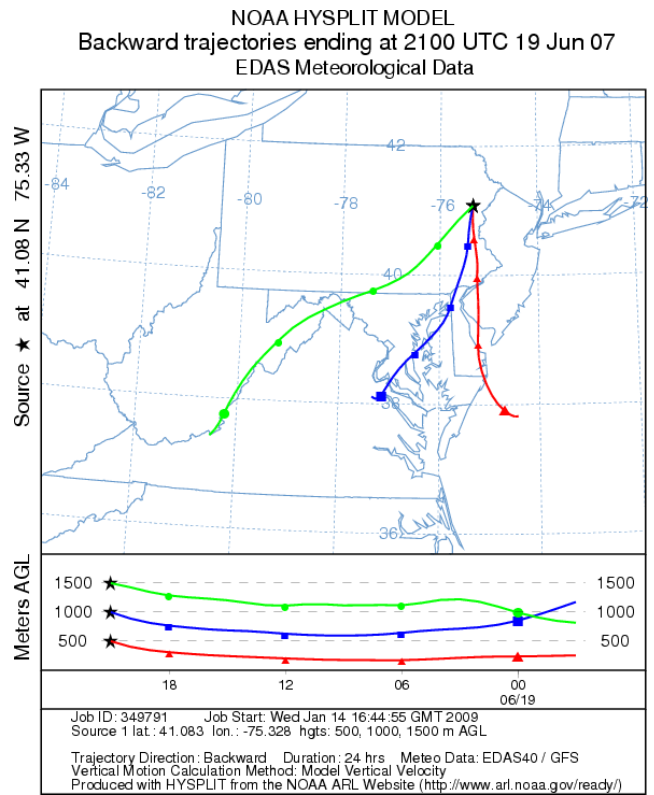 NOAA HYSPLIT MODEL
Backward trajectories ending at 2100 UTC 19 Jun 07
EDAS Meteorological Data
Source ★ at 41.08 N 75.33 W
42
-84
-82
-80
-78
-76
-74
-72
40
38
36
Meters AGL
1500
1500
1000
1000
500
500
18
12
06
00
06/19
Job ID: 349791 Job Start: Wed Jan 14 16:44:55 GMT 2009
Source 1 lat.: 41.083 lon.: -75.328 hgts: 500, 1000, 1500 m AGL
Trajectory Direction: Backward Duration: 24 hrs Meteo Data: EDAS40 / GFS
Vertical Motion Calculation Method: Model Vertical Velocity
Produced with HYSPLIT from the NOAA ARL Website (http://www.arl.noaa.gov/ready/)